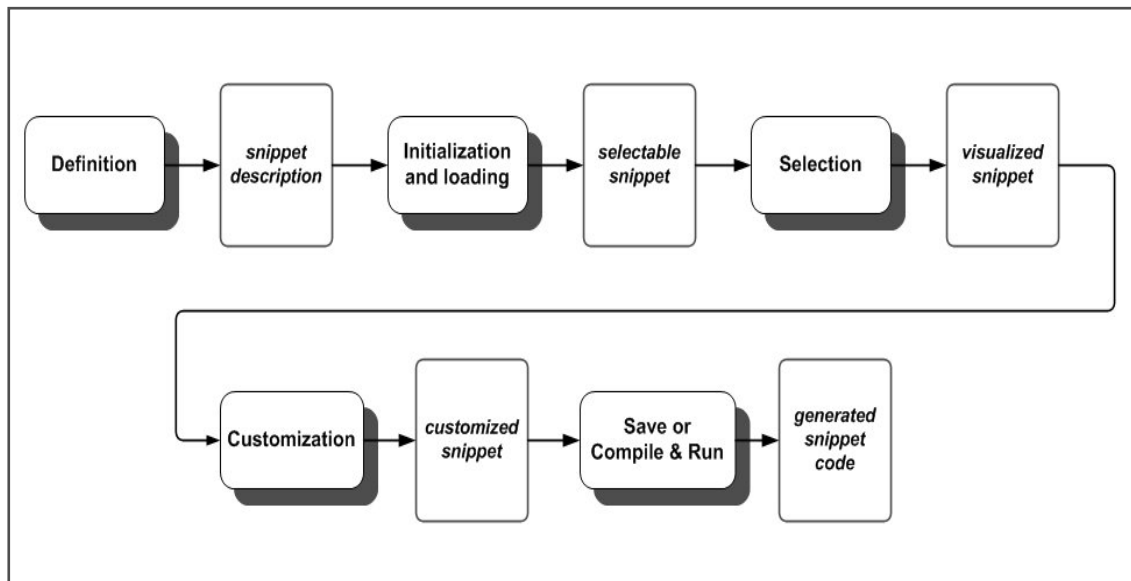 Definition
snippet
description
Initialization
and loading
selectable
snippet
Selection
visualized
snippet
Customization
customized
snippet
Save or
Compile & Run
generated
snippet
code